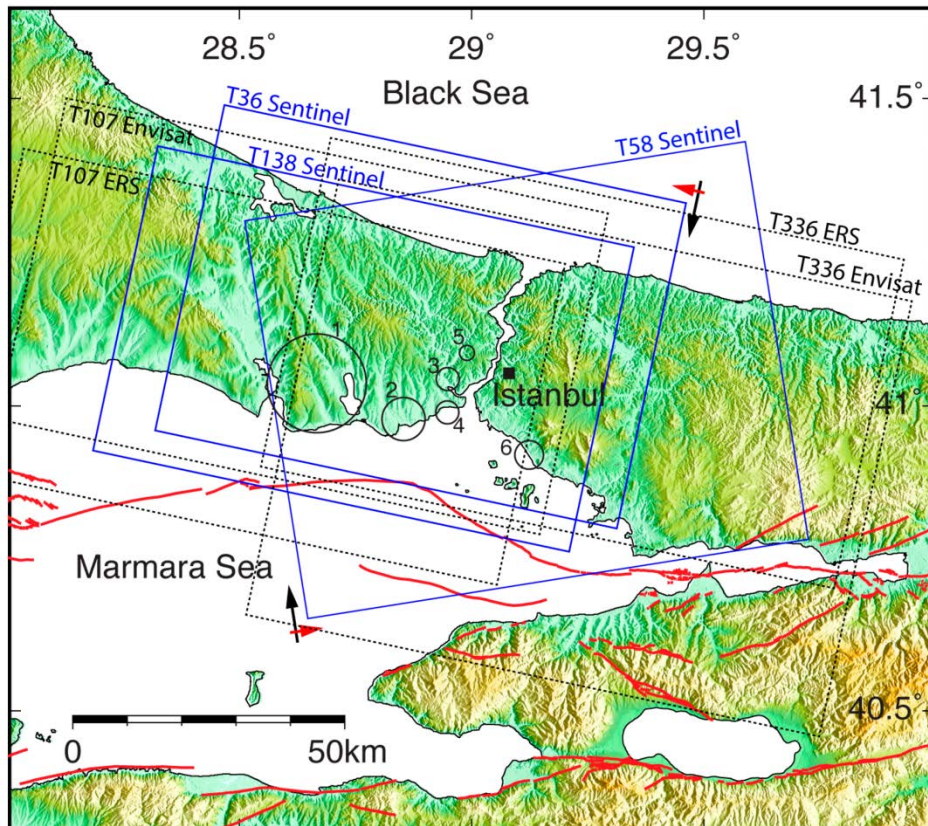 28.5°
29°
29.5°
Black Sea
41.5°
T36 Sentinel
T107 Envisat
T58 Sentinel
T138 Sentinel
T107 ERS
T336 ERS
T336 Envisat
1
5
3
2
4
Istanbul
41°
6
Marmara Sea
40.5°
0
50km